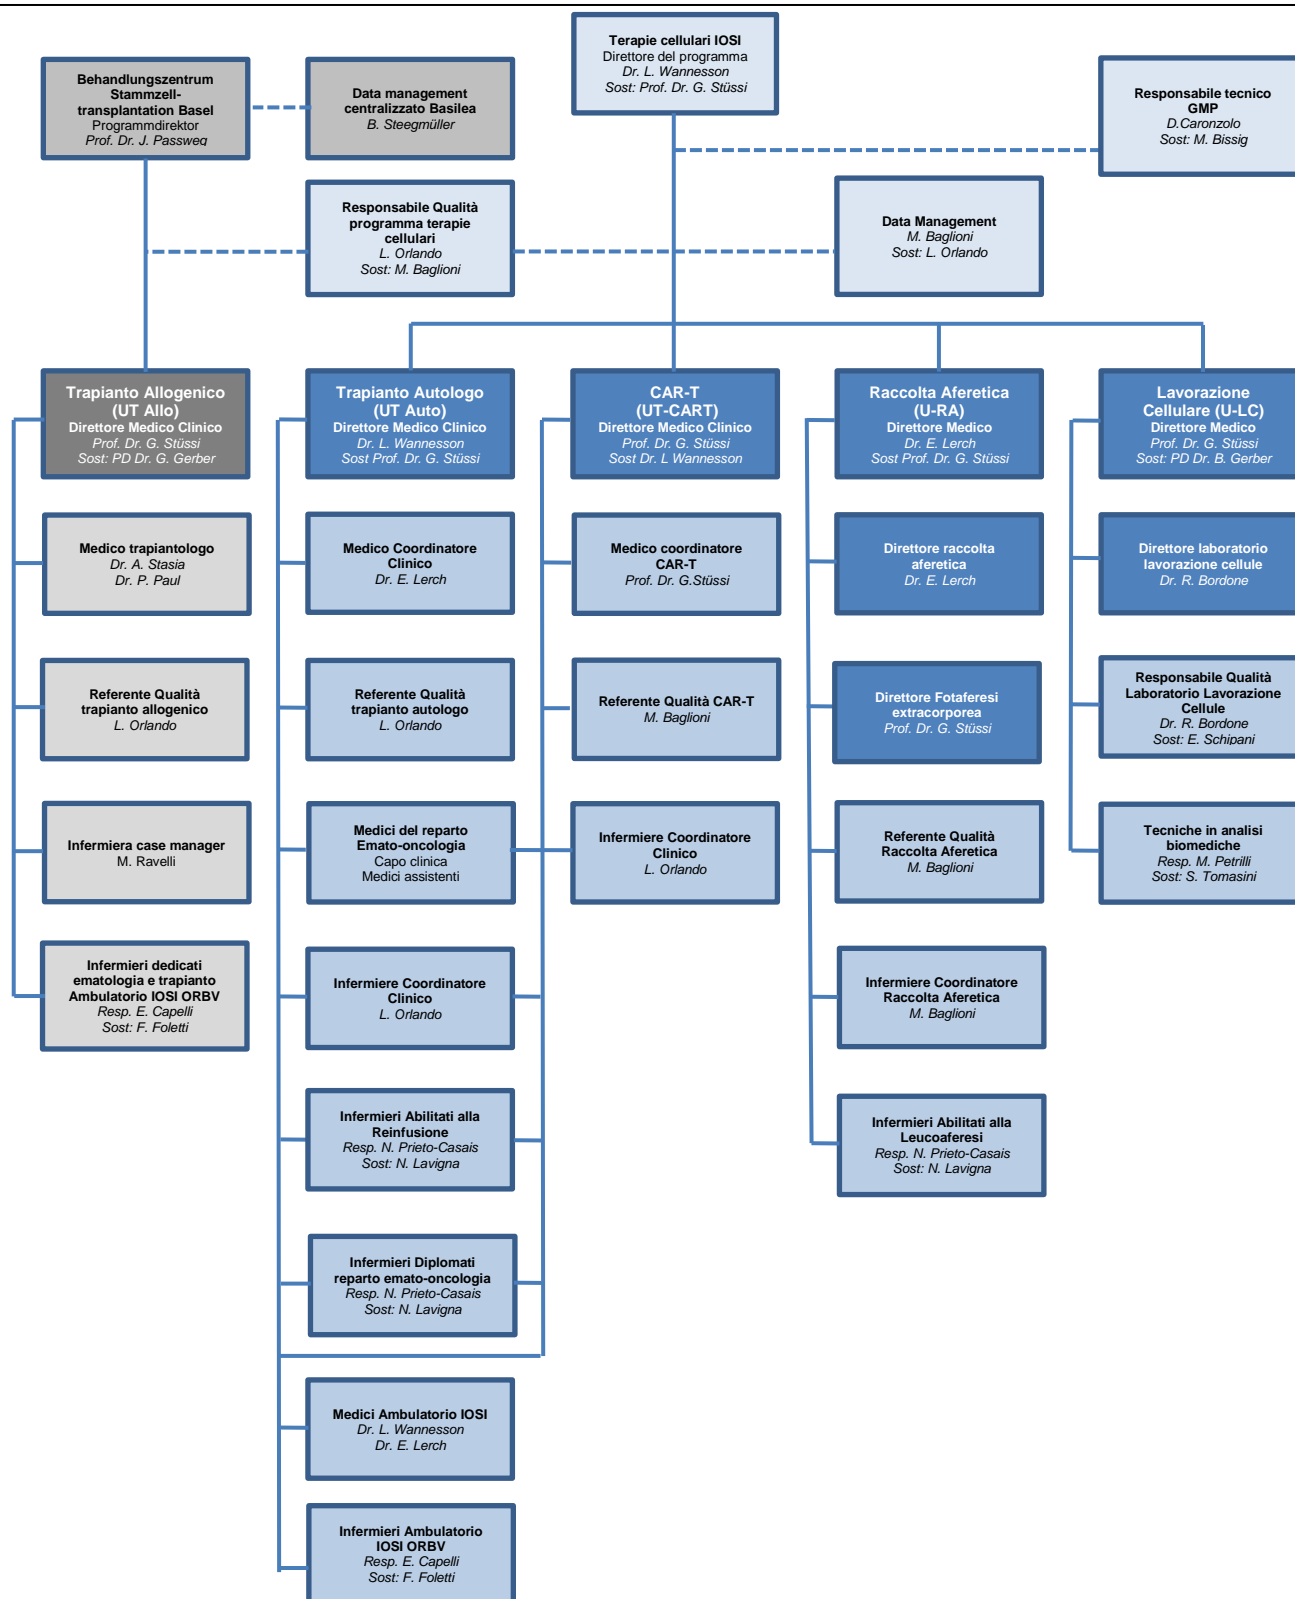 Terapie cellulari IOSI
Direttore del programma
Dr. L. Wannesson
Sost: Prof. Dr. G. Stüssi
Behandlungszentrum
Stammzell-
transplantation Basel
Programmdirektor
Prof. Dr. J. Passweg
Data management
centralizzato Basilea
B. Steegmüller
Responsabile tecnico
GMP
D.Caronzolo
Sost: M. Bissig
Responsabile Qualità
programma terapie
cellulari
L. Orlando
Sost: M. Baglioni
Data Management
M. Baglioni
Sost: L. Orlando
Trapianto Allogenico
(UT Allo)
Direttore Medico Clinico
Prof. Dr. G. Stüssi
Sost: PD Dr. G. Gerber
Trapianto Autologo
(UT Auto)
Direttore Medico Clinico
Dr. L. Wannesson
Sost Prof. Dr. G. Stüssi
CAR-T
(UT-CART)
Direttore Medico Clinico
Prof. Dr. G. Stüssi
Sost Dr. L Wannesson
Raccolta Aferetica
(U-RA)
Direttore Medico
Dr. E. Lerch
Sost Prof. Dr. G. Stüssi
Lavorazione
Cellulare (U-LC)
Direttore Medico
Prof. Dr. G. Stüssi
Sost: PD Dr. B. Gerber
Medico trapiantologo
Dr. A. Stasia
Dr. P. Paul
Medico Coordinatore
Clinico
Dr. E. Lerch
Medico coordinatore
CAR-T
Prof. Dr. G.Stüssi
Direttore raccolta
aferetica
Dr. E. Lerch
Direttore laboratorio
lavorazione cellule
Dr. R. Bordone
Referente Qualità
trapianto allogenico
L. Orlando
Referente Qualità
trapianto autologo
L. Orlando
Referente Qualità CAR-T
M. Baglioni
Direttore Fotaferesi
extracorporea
Prof. Dr. G. Stüssi
Responsabile Qualità
Laboratorio Lavorazione
Cellule
Dr. R. Bordone
Sost: E. Schipani
Infermiera case manager
M. Ravelli
Medici del reparto
Emato-oncologia
Capo clinica
Medici assistenti
Infermiere Coordinatore
Clinico
L. Orlando
Referente Qualità
Raccolta Aferetica
M. Baglioni
Tecniche in analisi
biomediche
Resp. M. Petrilli
Sost: S. Tomasini
Infermieri dedicati
ematologia e trapianto
Ambulatorio IOSI ORBV
Resp. E. Capelli
Sost: F. Foletti
Infermiere Coordinatore
Clinico
L. Orlando
Infermiere Coordinatore
Raccolta Aferetica
M. Baglioni
Infermieri Abilitati alla
Reinfusione
Resp. N. Prieto-Casais
Sost: N. Lavigna
Infermieri Abilitati alla
Leucoaferesi
Resp. N. Prieto-Casais
Sost: N. Lavigna
Infermieri Diplomati
reparto emato-oncologia
Resp. N. Prieto-Casais
Sost: N. Lavigna
Medici Ambulatorio IOSI
Dr. L. Wannesson
Dr. E. Lerch
Infermieri Ambulatorio
IOSI ORBV
Resp. E. Capelli
Sost: F. Foletti